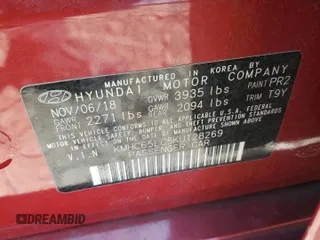 MANUFACTURED IN KOREA BY
HYUNDAI MOTOR COMPANY
NOV/06/18 GVWR 3935 lbs PAINT PR2
GAWR FRONT 2271 lbs GAWR REAR 2094 lbs TRIM T9Y
THIS VEHICLE CONFORMS TO ALL APPLICABLE U.S.A. FEDERAL
MOTOR VEHICLE SAFETY, BUMPER, AND THEFT PREVENTION
STANDARDS IN EFFECT ON THE DATE OF MANUFACTURE SHOWN ABOVE.
V.I.N.
PASSENGER CAR
DREAMBID